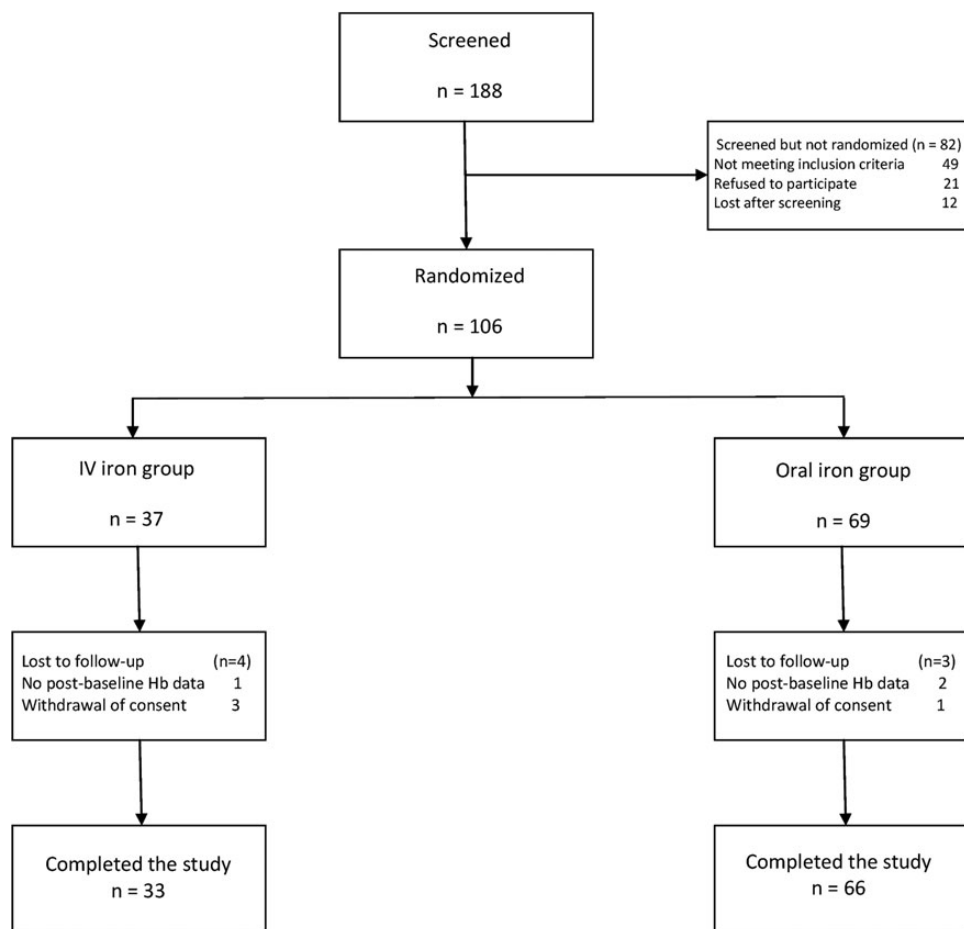 Screened
n = 188
Screened but not randomized (n = 82)
Not meeting inclusion criteria 49
Refused to participate 21
Lost after screening 12
Randomized
n = 106
IV iron group
n = 37
Oral iron group
n = 69
Lost to follow-up (n=4)
No post-baseline Hb data 1
Withdrawal of consent 3
Lost to follow-up (n=3)
No post-baseline Hb data 2
Withdrawal of consent 1
Completed the study
n = 33
Completed the study
n = 66